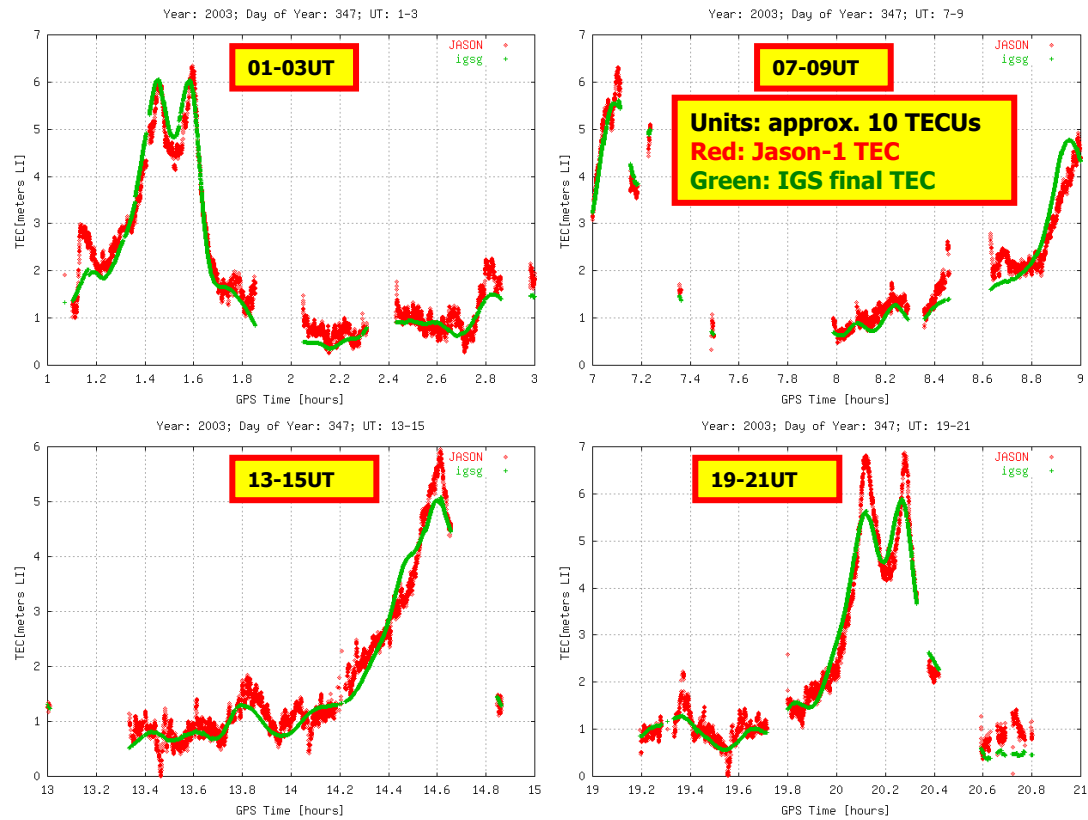 Year: 2003; Day of Year: 347; UT: 1-3
7
6
5
4
3
2
1
0
TEC[meters LI]
01-03UT
JASON
igsg
1 1.2 1.4 1.6 1.8 2 2.2 2.4 2.6 2.8 3
GPS Time [hours]
Year: 2003; Day of Year: 347; UT: 7-9
7
6
5
4
3
2
1
0
TEC[meters LI]
07-09UT
JASON
igsg
Units: approx. 10 TECUs
Red: Jason-1 TEC
Green: IGS final TEC
7 7.2 7.4 7.6 7.8 8 8.2 8.4 8.6 8.8 9
GPS Time [hours]
Year: 2003; Day of Year: 347; UT: 13-15
6
5
4
3
2
1
0
TEC[meters LI]
13-15UT
JASON
igsg
13 13.2 13.4 13.6 13.8 14 14.2 14.4 14.6 14.8 15
GPS Time [hours]
Year: 2003; Day of Year: 347; UT: 19-21
7
6
5
4
3
2
1
0
TEC[meters LI]
19-21UT
JASON
igsg
19 19.2 19.4 19.6 19.8 20 20.2 20.4 20.6 20.8 21
GPS Time [hours]